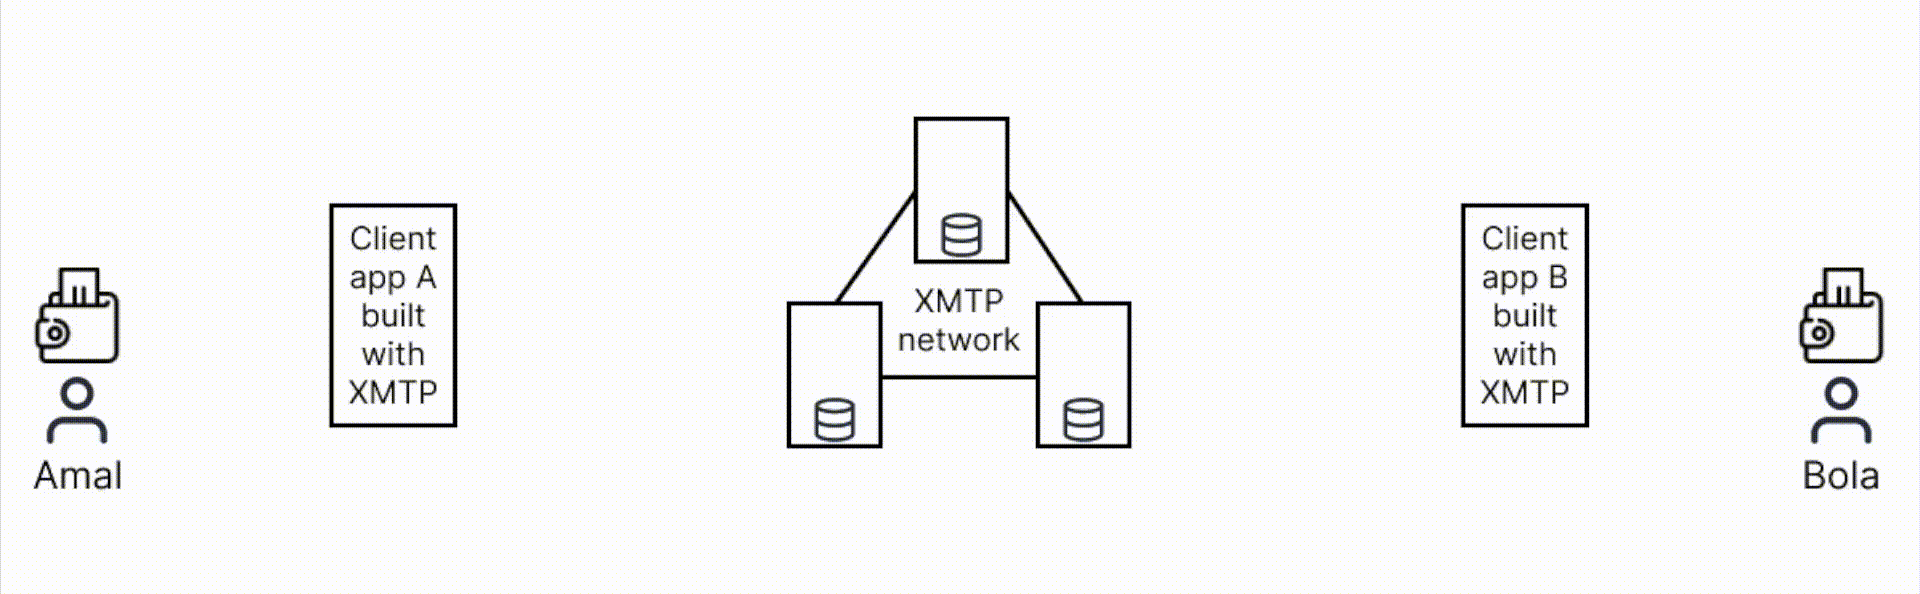 Amal
Client
app A
built
with
XMTP
XMTP
network
Client
app B
built
with
XMTP
Bola